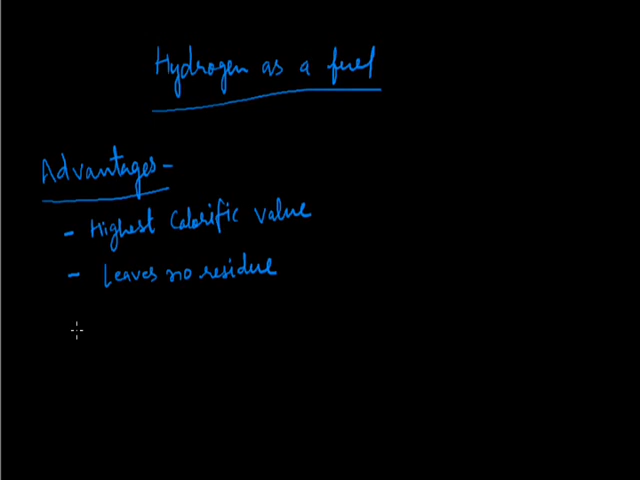 Hydrogen as a fuel
Advantages-
- Highest Calorific value
- Leaves no residue